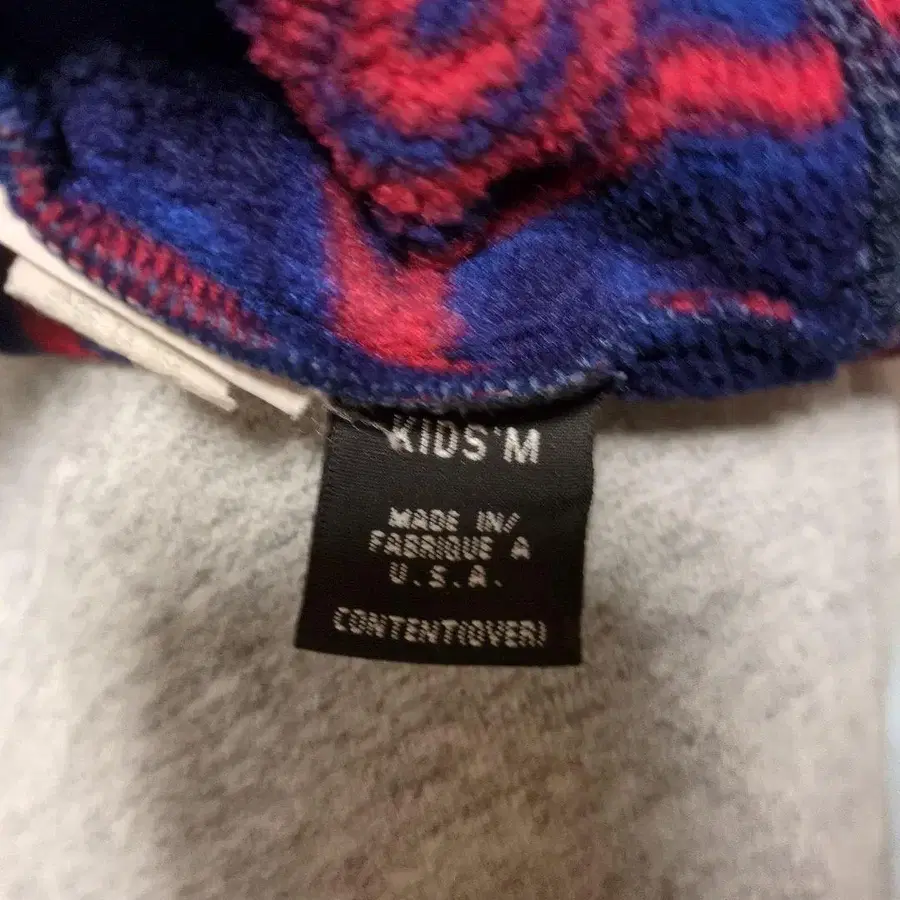 KIDS'M
MADE IN/
FABRIQUE A
U.S.A.
CONTENT(OVER)